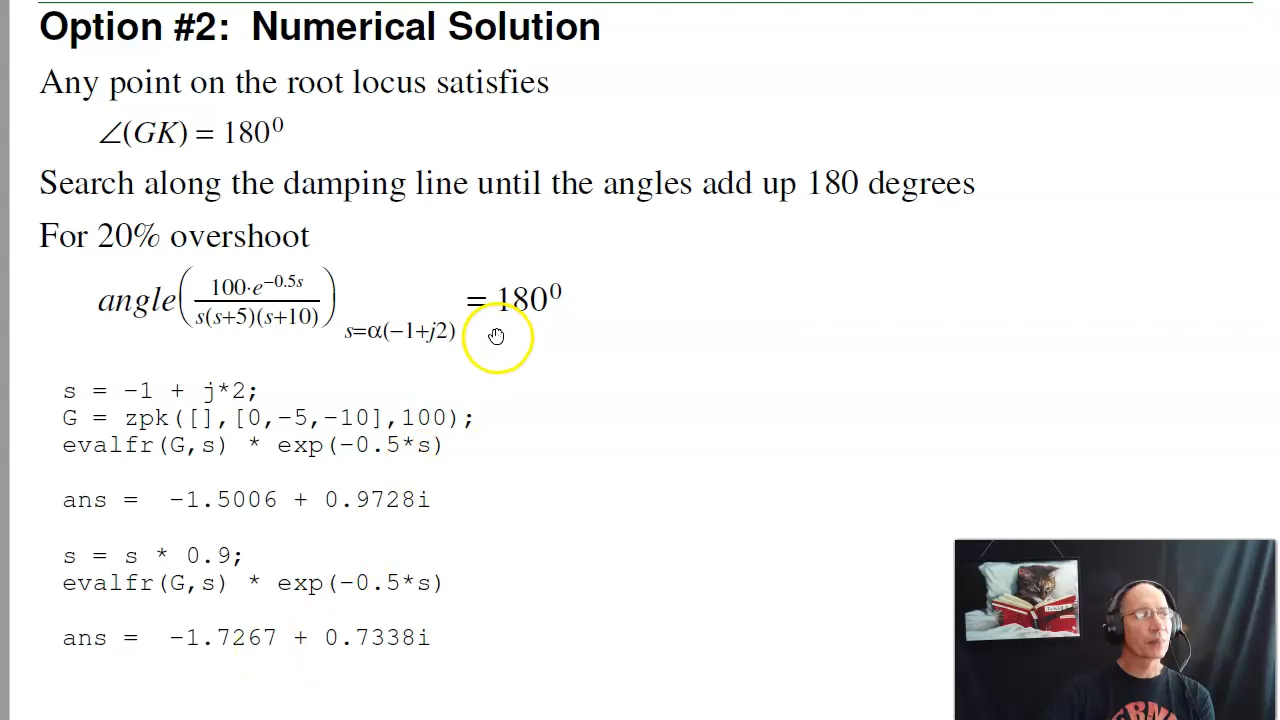 Option #2: Numerical Solution
Any point on the root locus satisfies
∠(GK) = 180⁰
Search along the damping line until the angles add up 180 degrees
For 20% overshoot
angle(100·e^−0.5s / s(s+5)(s+10)) s=α(−1+j2) = 180⁰
s = -1 + j*2;
G = zpk([],[0,-5,-10],100);
evalfr(G,s) * exp(-0.5*s)
ans = -1.5006 + 0.9728i
s = s * 0.9;
evalfr(G,s) * exp(-0.5*s)
ans = -1.7267 + 0.7338i